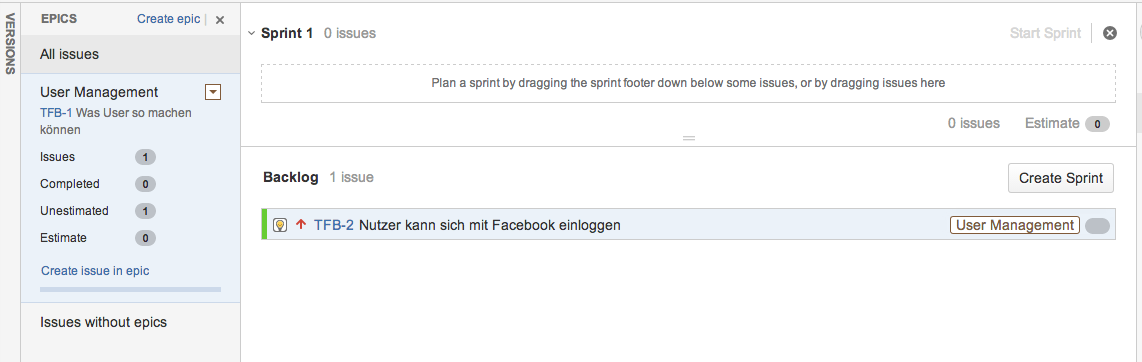 VERSIONS
EPICS Create epic
All issues
User Management
TFB-1 Was User so machen
können
Issues 1
Completed 0
Unestimated 1
Estimate 0
Create issue in epic
Issues without epics
Sprint 1 0 issues Start Sprint
Plan a sprint by dragging the sprint footer down below some issues, or by dragging issues here
0 issues Estimate 0
Backlog 1 issue Create Sprint
TFB-2 Nutzer kann sich mit Facebook einloggen User Management